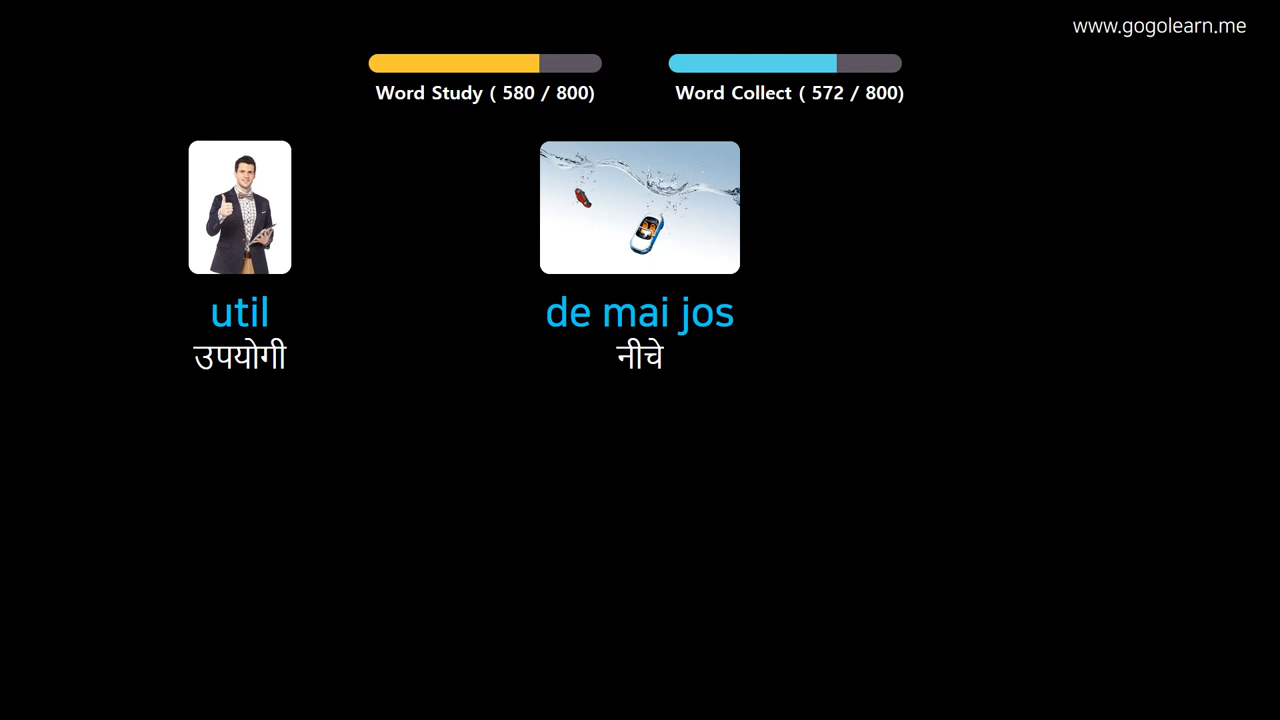 www.gogolearn.me
Word Study ( 580 / 800)
Word Collect ( 572 / 800)
util
de mai jos
उपयोगी
नीचे